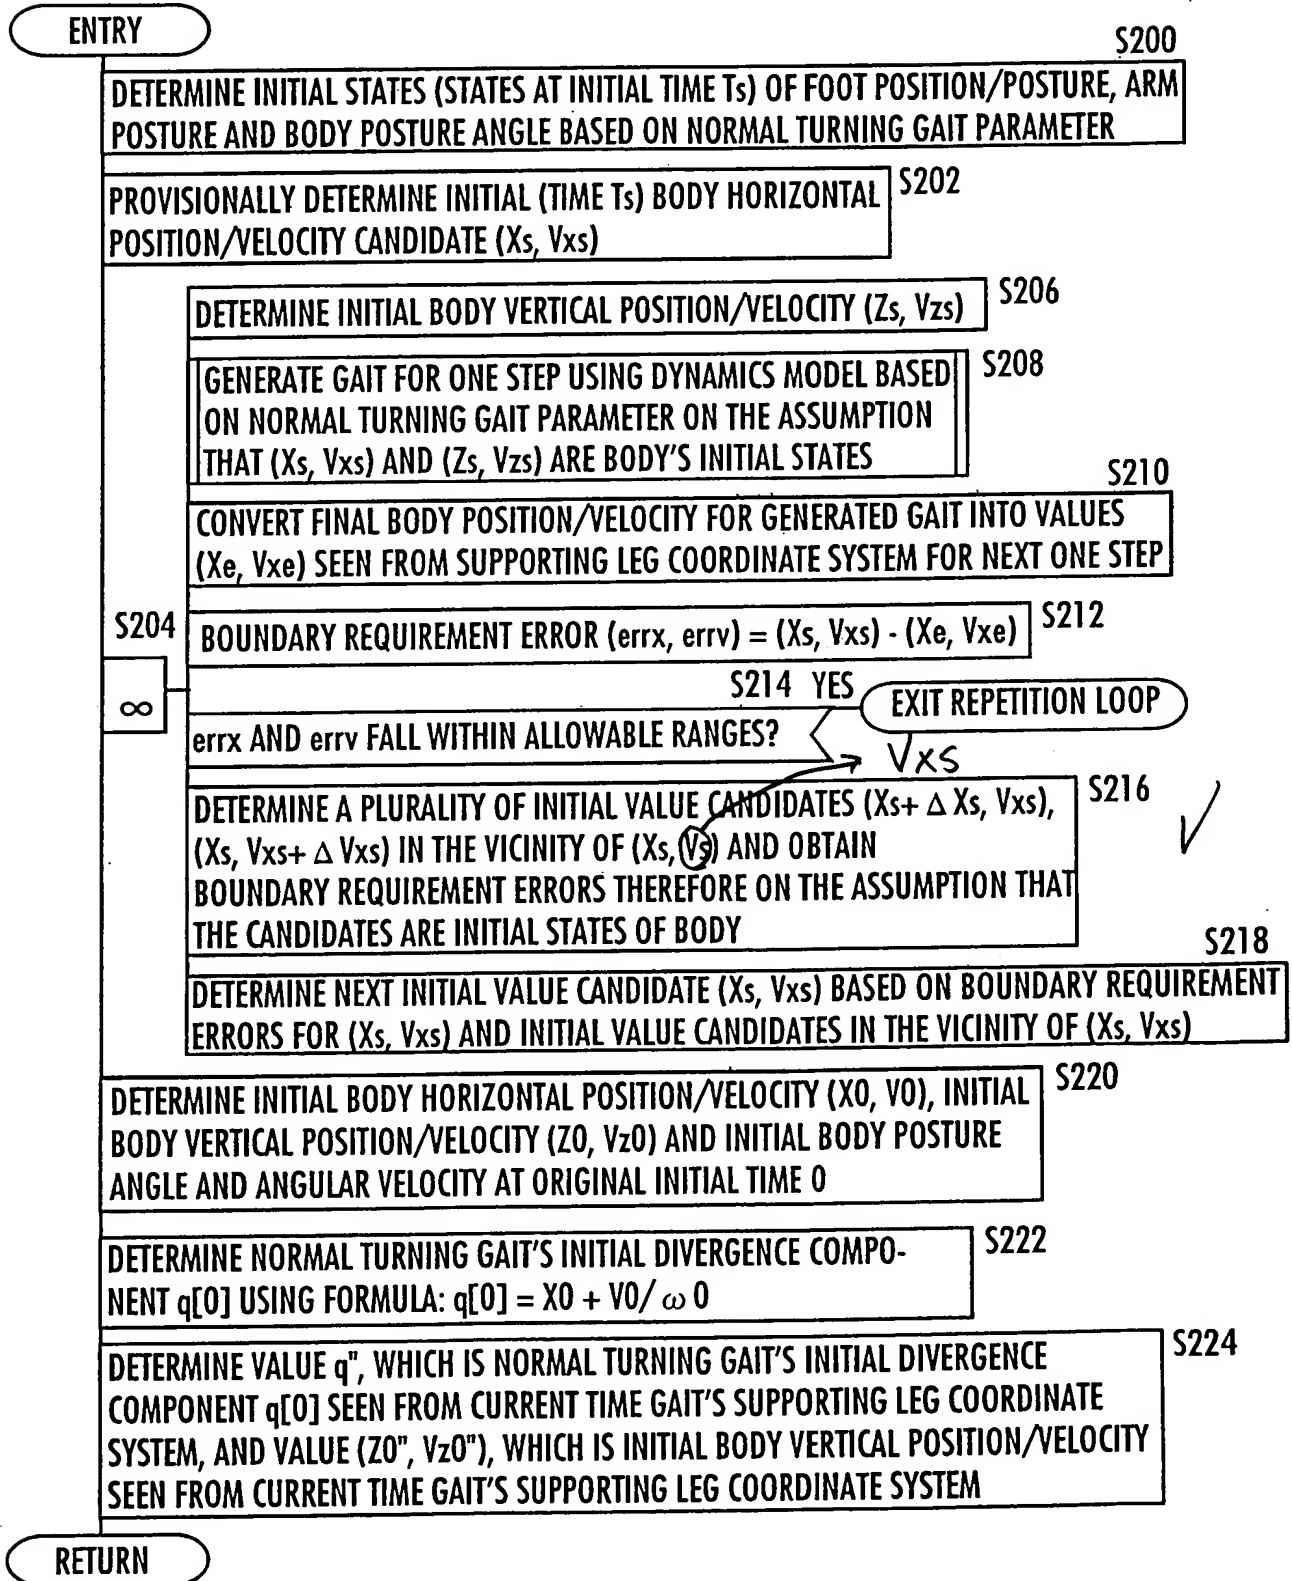 ENTRY
S200
DETERMINE INITIAL STATES (STATES AT INITIAL TIME Ts) OF FOOT POSITION/POSTURE, ARM
POSTURE AND BODY POSTURE ANGLE BASED ON NORMAL TURNING GAIT PARAMETER
S202
PROVISIONALLY DETERMINE INITIAL (TIME Ts) BODY HORIZONTAL
POSITION/VELOCITY CANDIDATE (Xs, Vxs)
DETERMINE INITIAL BODY VERTICAL POSITION/VELOCITY (Zs, Vzs)
S206
GENERATE GAIT FOR ONE STEP USING DYNAMICS MODEL BASED
ON NORMAL TURNING GAIT PARAMETER ON THE ASSUMPTION
THAT (Xs, Vxs) AND (Zs, Vzs) ARE BODY'S INITIAL STATES
S208
S210
CONVERT FINAL BODY POSITION/VELOCITY FOR GENERATED GAIT INTO VALUES
(Xe, Vxe) SEEN FROM SUPPORTING LEG COORDINATE SYSTEM FOR NEXT ONE STEP
S204
∞
BOUNDARY REQUIREMENT ERROR (errx, errv) = (Xs, Vxs) - (Xe, Vxe)
S212
S214 YES
EXIT REPETITION LOOP
errx AND errv FALL WITHIN ALLOWABLE RANGES?
Vxs
DETERMINE A PLURALITY OF INITIAL VALUE CANDIDATES (Xs+ Δ Xs, Vxs),
(Xs, Vxs+ Δ Vxs) IN THE VICINITY OF (Xs, Vs) AND OBTAIN
BOUNDARY REQUIREMENT ERRORS THEREFORE ON THE ASSUMPTION THAT
THE CANDIDATES ARE INITIAL STATES OF BODY
S216
S218
DETERMINE NEXT INITIAL VALUE CANDIDATE (Xs, Vxs) BASED ON BOUNDARY REQUIREMENT
ERRORS FOR (Xs, Vxs) AND INITIAL VALUE CANDIDATES IN THE VICINITY OF (Xs, Vxs)
DETERMINE INITIAL BODY HORIZONTAL POSITION/VELOCITY (X0, V0), INITIAL
BODY VERTICAL POSITION/VELOCITY (Z0, Vz0) AND INITIAL BODY POSTURE
ANGLE AND ANGULAR VELOCITY AT ORIGINAL INITIAL TIME 0
S220
DETERMINE NORMAL TURNING GAIT'S INITIAL DIVERGENCE COMPO-
NENT q[0] USING FORMULA: q[0] = X0 + V0/ ω 0
S222
DETERMINE VALUE q", WHICH IS NORMAL TURNING GAIT'S INITIAL DIVERGENCE
COMPONENT q[0] SEEN FROM CURRENT TIME GAIT'S SUPPORTING LEG COORDINATE
SYSTEM, AND VALUE (Z0", Vz0"), WHICH IS INITIAL BODY VERTICAL POSITION/VELOCITY
SEEN FROM CURRENT TIME GAIT'S SUPPORTING LEG COORDINATE SYSTEM
S224
RETURN